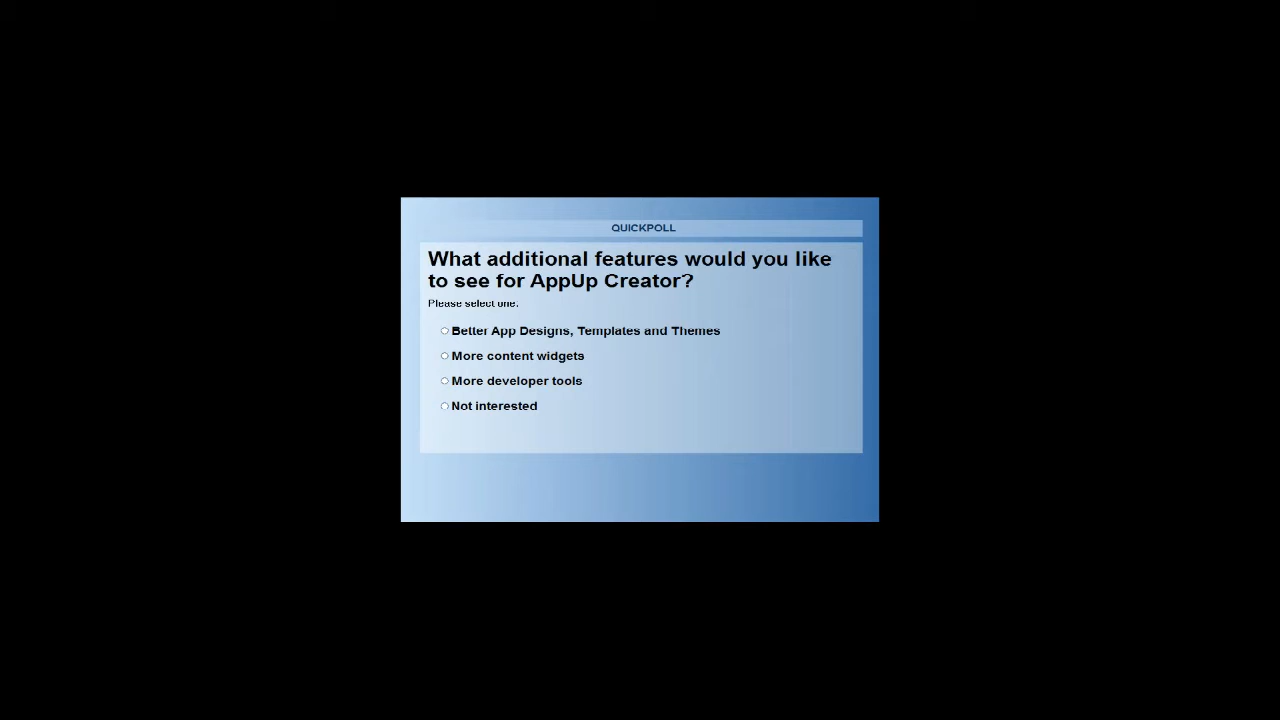 QUICKPOLL
What additional features would you like
to see for AppUp Creator?
Please select one.
Better App Designs, Templates and Themes
More content widgets
More developer tools
Not interested